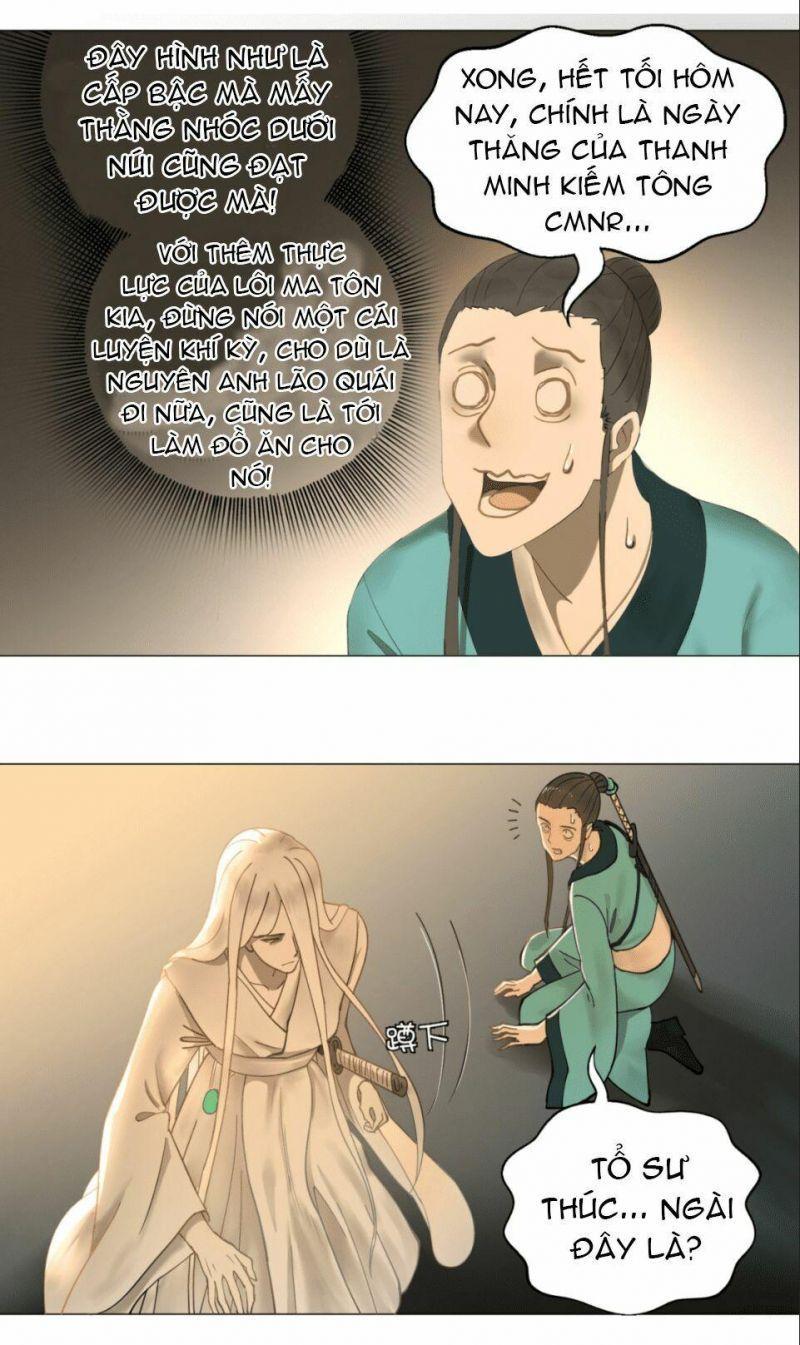 ĐÂY HÌNH NHƯ LÀ
CẤP BẬC MÀ MẤY
THẰNG NHÓC DƯỚI
NÚI CŨNG ĐẠT
ĐƯỢC MÀ!
VỚI THÊM THỰC
LỰC CỦA LÔI MA TÔN
KIA, ĐỪNG NÓI MỘT CÁI
LUYỆN KHÍ KỲ, CHO DÙ LÀ
NGUYÊN ANH LÃO QUÁI
ĐI NỮA, CŨNG LÀ TỚI
LÀM ĐỒ ĂN CHO
NÓ!
XONG, HẾT TỐI HÔM
NAY, CHÍNH LÀ NGÀY
THĂNG CỦA THANH
MINH KIẾM TÔNG
CMNR...
蹲下
TỔ SƯ
THÚC... NGÀI
ĐÂY LÀ?